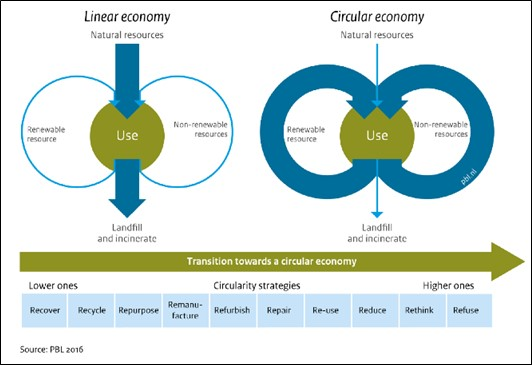 Linear economy
Natural resources
Renewable
resource
Use
Non-renewable
resources
Landfill
and incinerate
Circular economy
Natural resources
Renewable
resource
Use
Non-renewable
resources
pbl.nl
Landfill
and incinerate
Transition towards a circular economy
Lower ones Circularity strategies Higher ones
Recover Recycle Repurpose Remanu-
facture Refurbish Repair Re-use Reduce Rethink Refuse
Source: PBL 2016